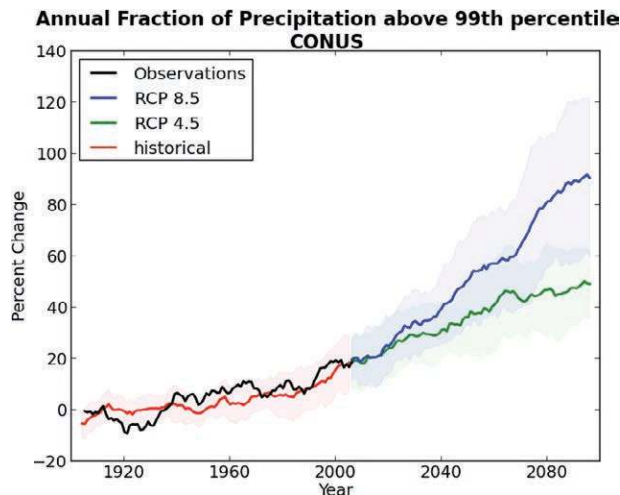 Annual Fraction of Precipitation above 99th percentile
CONUS
140
120
100
80
60
40
20
0
−20
Percent Change
Observations
RCP 8.5
RCP 4.5
historical
1920 1960 2000 2040 2080
Year